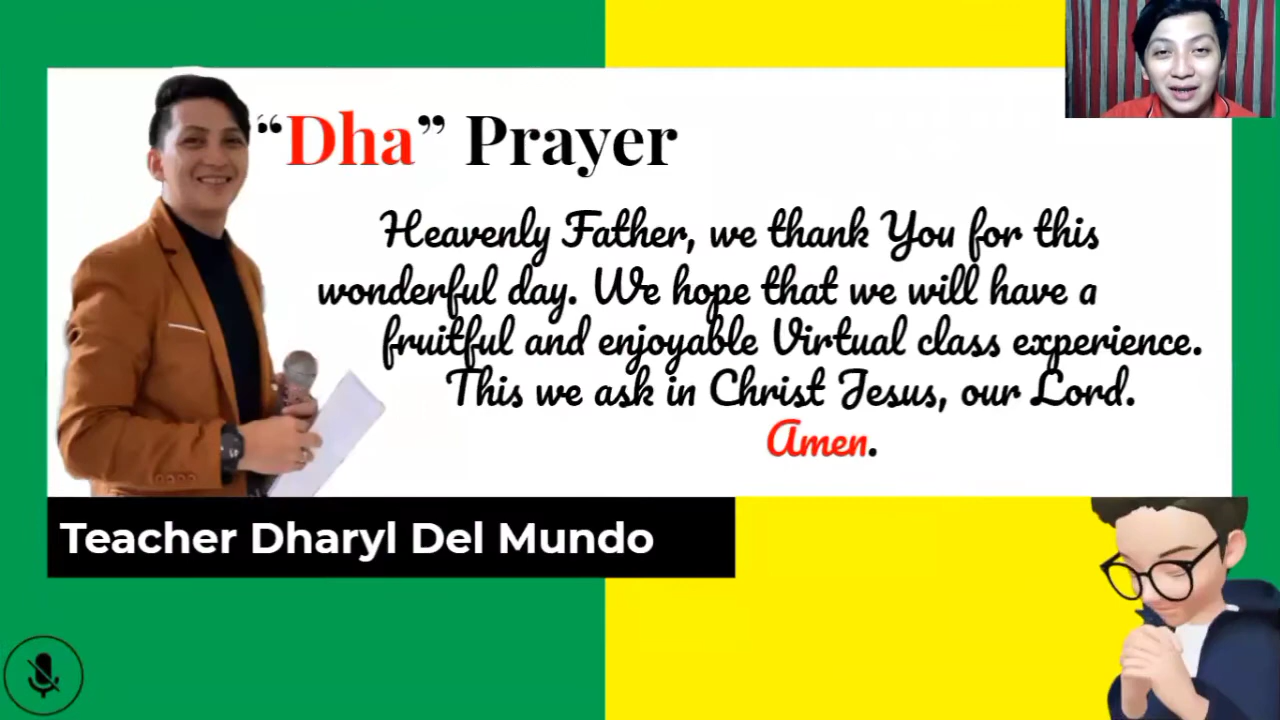 “Dha” Prayer
Heavenly Father, we thank You for this
wonderful day. We hope that we will have a
fruitful and enjoyable Virtual class experience.
This we ask in Christ Jesus, our Lord.
Amen.
Teacher Dharyl Del Mundo